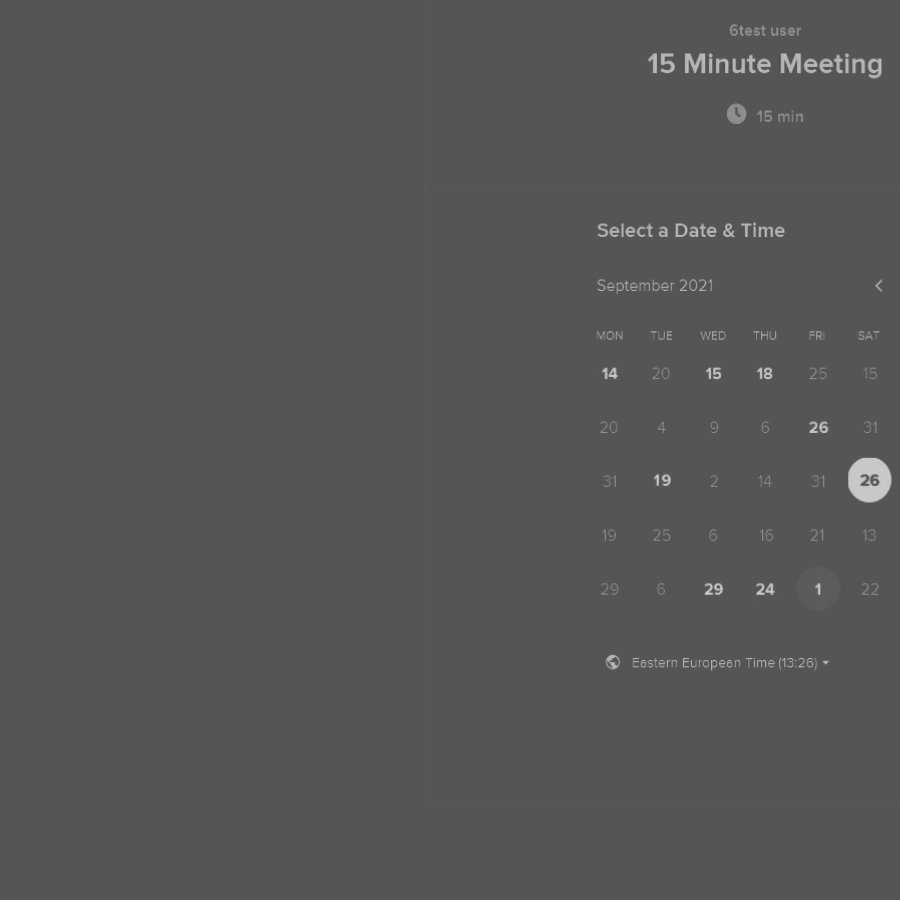 6test user
15 Minute Meeting
15 min
Select a Date & Time
September 2021
MON TUE WED THU FRI SAT
14 20 15 18 25 15
20 4 9 6 26 31
31 19 2 14 31 26
19 25 6 16 21 13
29 6 29 24 1 22
Eastern European Time (13:26)